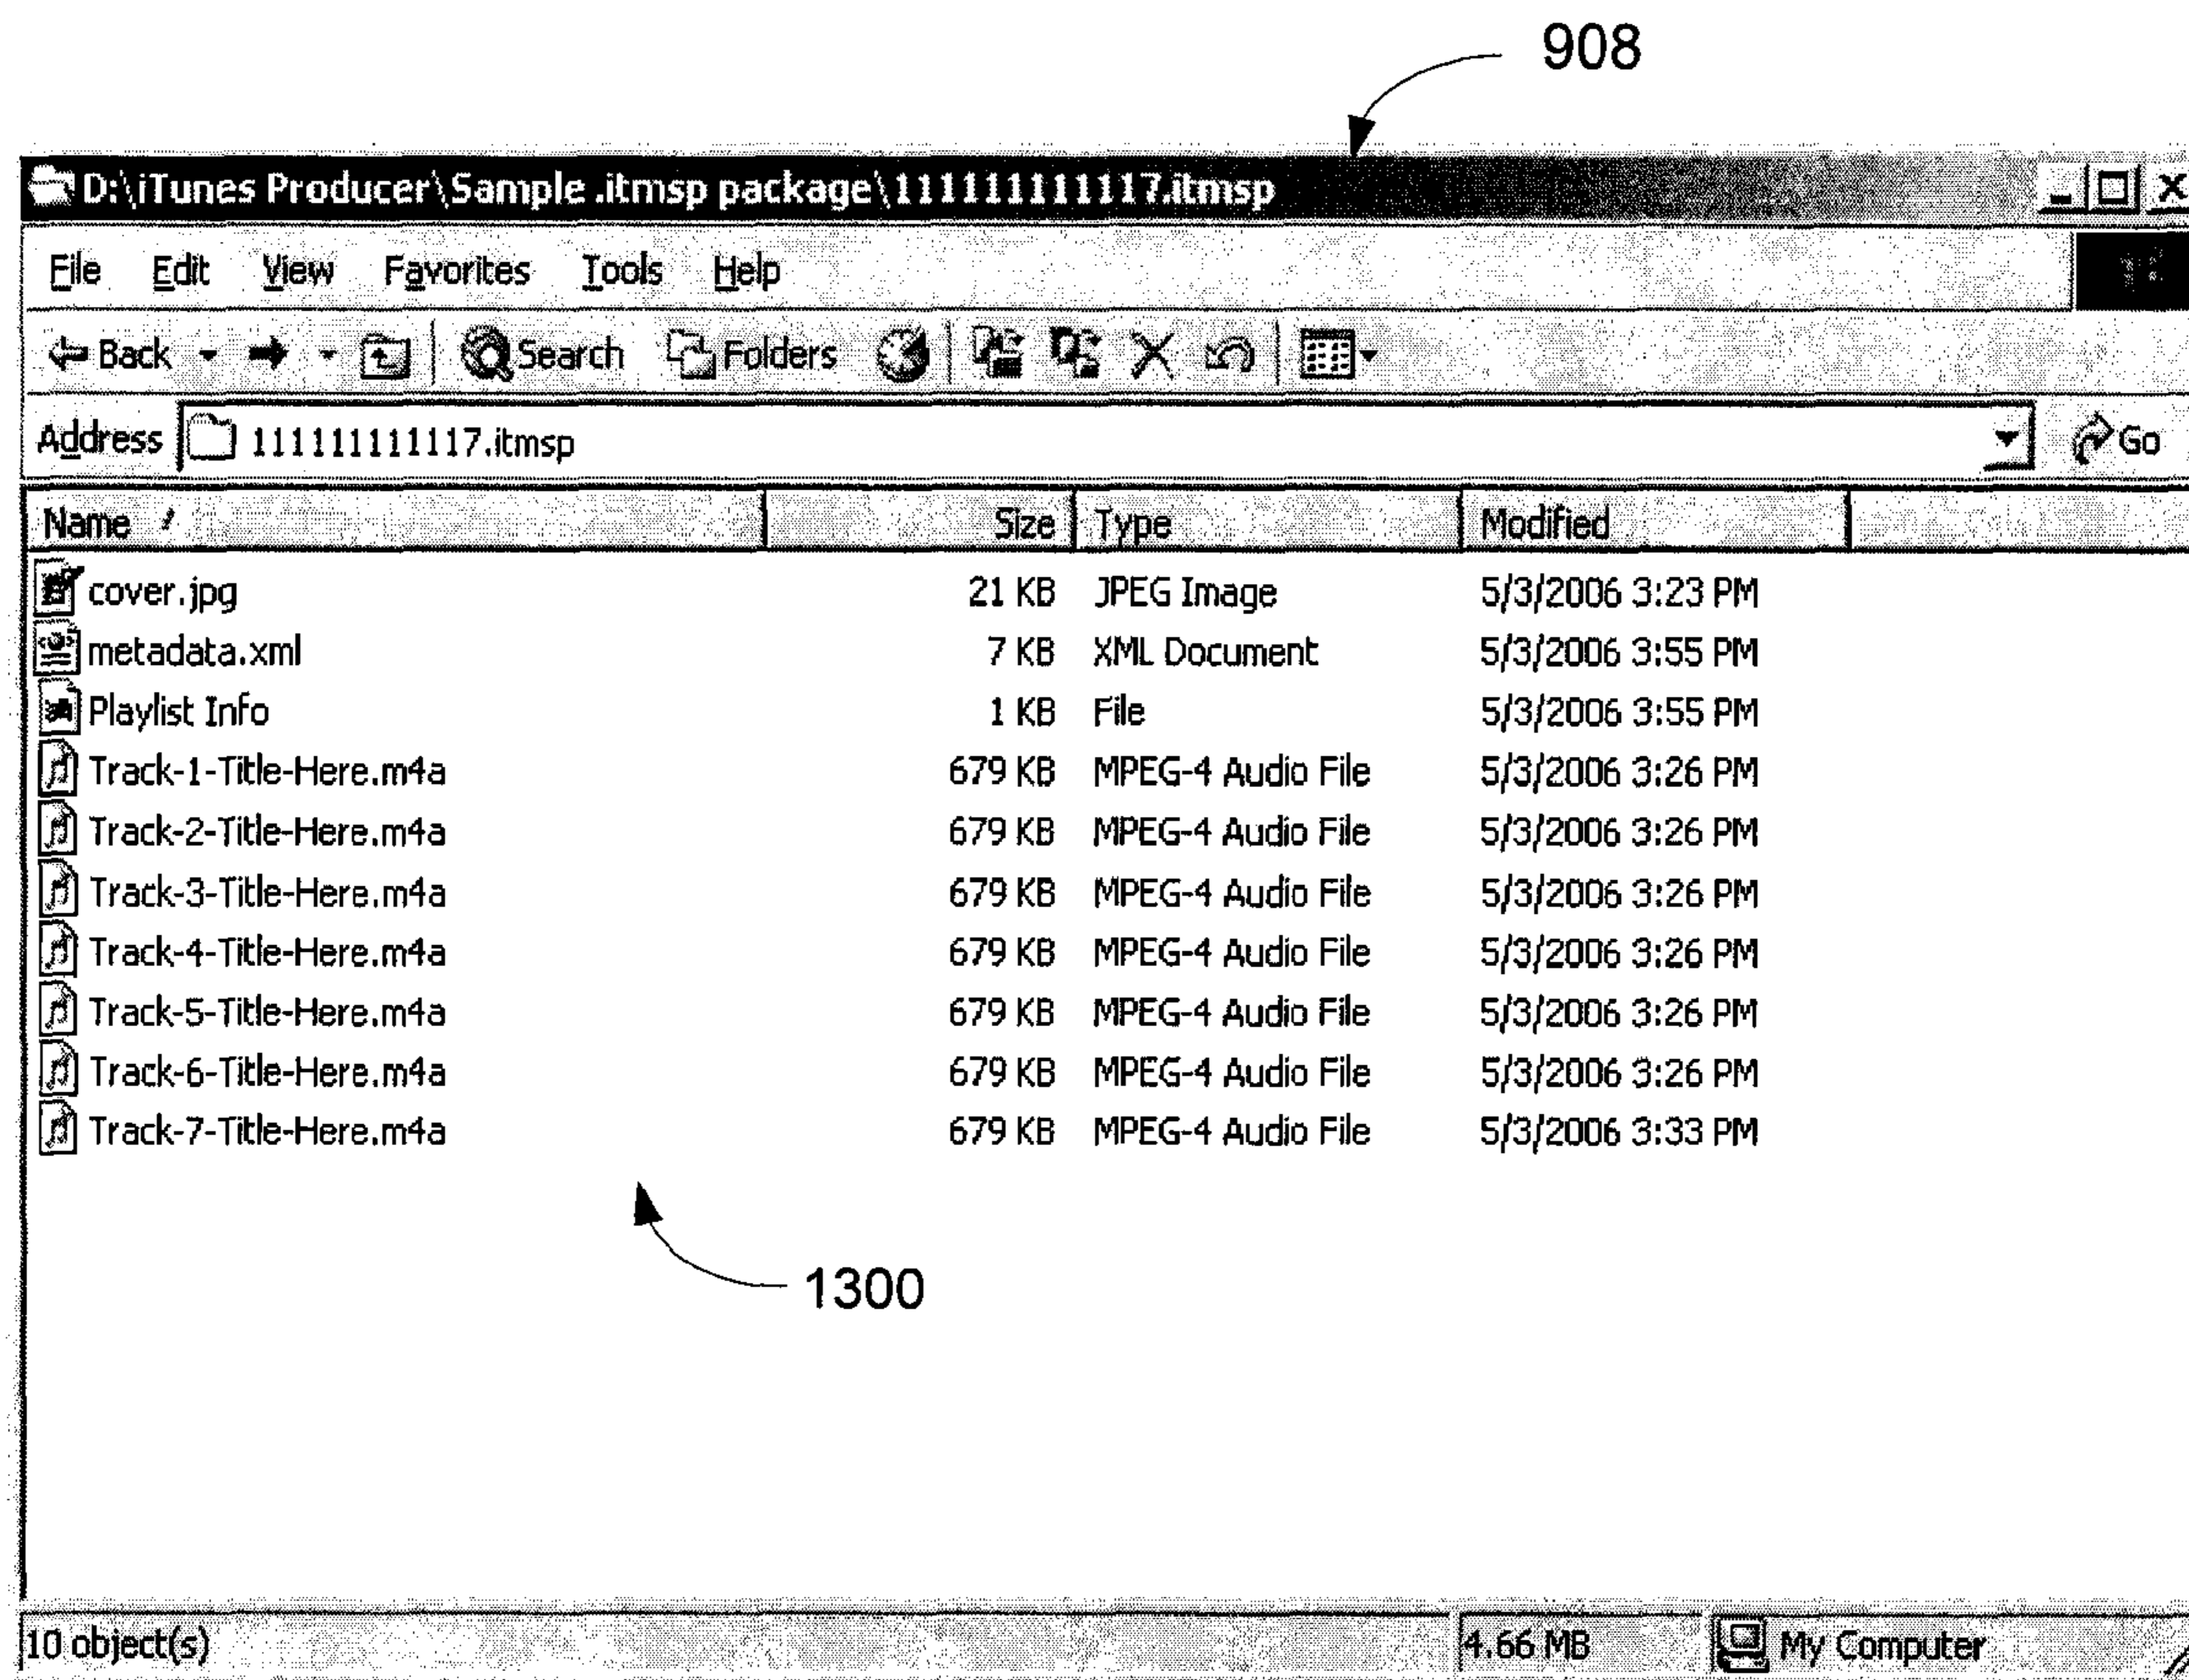 908
D:\iTunes Producer\Sample .itmsp package\111111111117.itmsp
File Edit View Favorites Tools Help
Back Search Folders
Address 111111111117.itmsp Go
Name Size Type Modified
cover.jpg 21 KB JPEG Image 5/3/2006 3:23 PM
metadata.xml 7 KB XML Document 5/3/2006 3:55 PM
Playlist Info 1 KB File 5/3/2006 3:55 PM
Track-1-Title-Here.m4a 679 KB MPEG-4 Audio File 5/3/2006 3:26 PM
Track-2-Title-Here.m4a 679 KB MPEG-4 Audio File 5/3/2006 3:26 PM
Track-3-Title-Here.m4a 679 KB MPEG-4 Audio File 5/3/2006 3:26 PM
Track-4-Title-Here.m4a 679 KB MPEG-4 Audio File 5/3/2006 3:26 PM
Track-5-Title-Here.m4a 679 KB MPEG-4 Audio File 5/3/2006 3:26 PM
Track-6-Title-Here.m4a 679 KB MPEG-4 Audio File 5/3/2006 3:26 PM
Track-7-Title-Here.m4a 679 KB MPEG-4 Audio File 5/3/2006 3:33 PM
1300
10 object(s) 4.66 MB My Computer